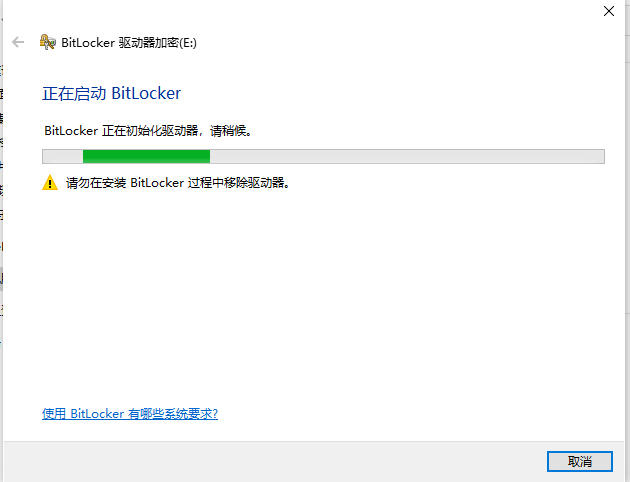 BitLocker 驱动器加密(E:)
正在启动 BitLocker
BitLocker 正在初始化驱动器，请稍候。
请勿在安装 BitLocker 过程中移除驱动器。
使用 BitLocker 有哪些系统要求?
取消